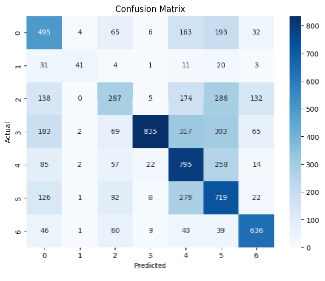 Confusion Matrix
0 495 4 65 6 163 193 32
1 31 41 4 1 11 20 3
2 138 0 287 5 174 288 132
3 183 2 69 835 317 303 65
4 85 2 57 22 795 258 14
5 126 1 92 8 279 719 22
6 46 1 60 9 40 39 636
0 1 2 3 4 5 6
Predicted
Actual
800
700
600
500
400
300
200
100
0